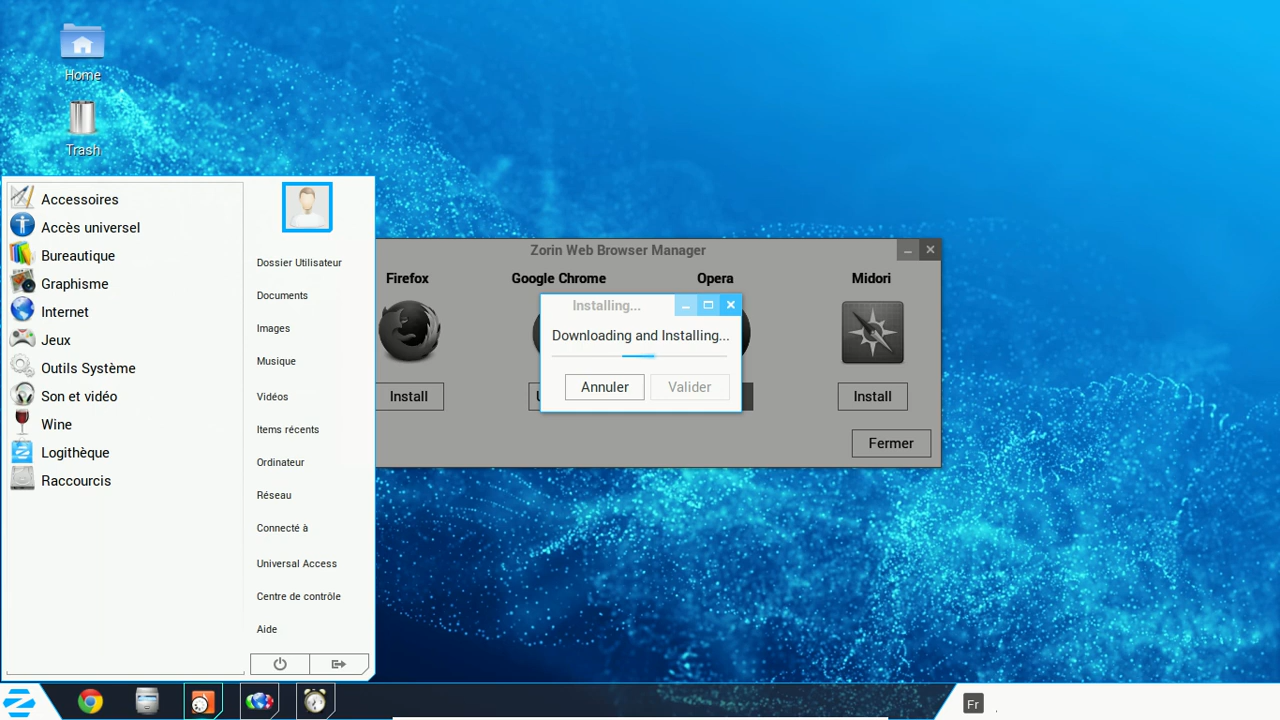 Home
Trash
Accessoires
Accès universel
Bureautique
Graphisme
Internet
Jeux
Outils Système
Son et vidéo
Wine
Logithèque
Raccourcis
Dossier Utilisateur
Documents
Images
Musique
Vidéos
Items récents
Ordinateur
Réseau
Connecté à
Universal Access
Centre de contrôle
Aide
Zorin Web Browser Manager
Firefox
Google Chrome
Opera
Midori
Installing...
Downloading and Installing...
Annuler
Valider
Install
Install
Fermer
Fr